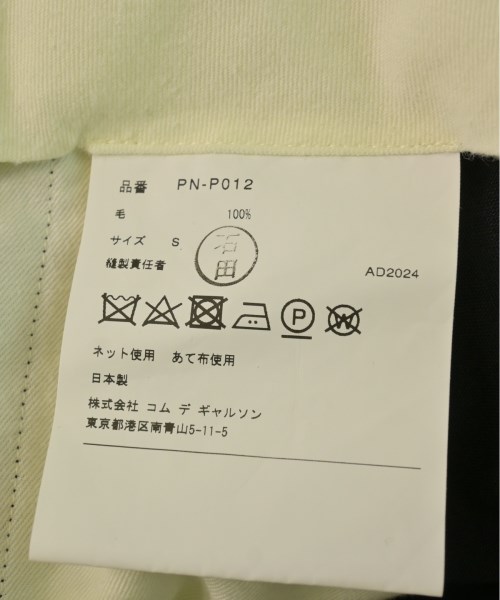 品番 PN-P012
毛 100%
サイズ S
石田
縫製責任者
AD2024
P W
ネット使用 あて布使用
日本製
株式会社 コム デ ギャルソン
東京都港区南青山5-11-5